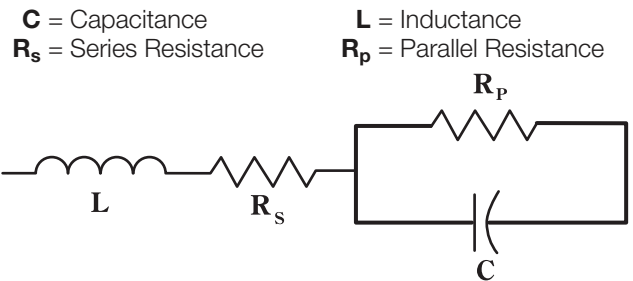 C = Capacitance L = Inductance
Rs = Series Resistance Rp = Parallel Resistance
RP
L
RS
C